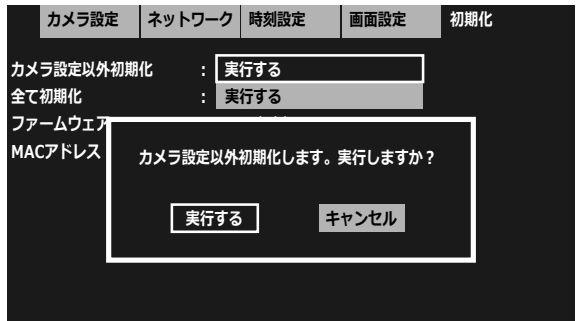 カメラ設定 ネットワーク 時刻設定 画面設定 初期化
カメラ設定以外初期化 : 実行する
全て初期化 : 実行する
ファームウェア
MACアドレス
カメラ設定以外初期化します。実行しますか？
実行する キャンセル